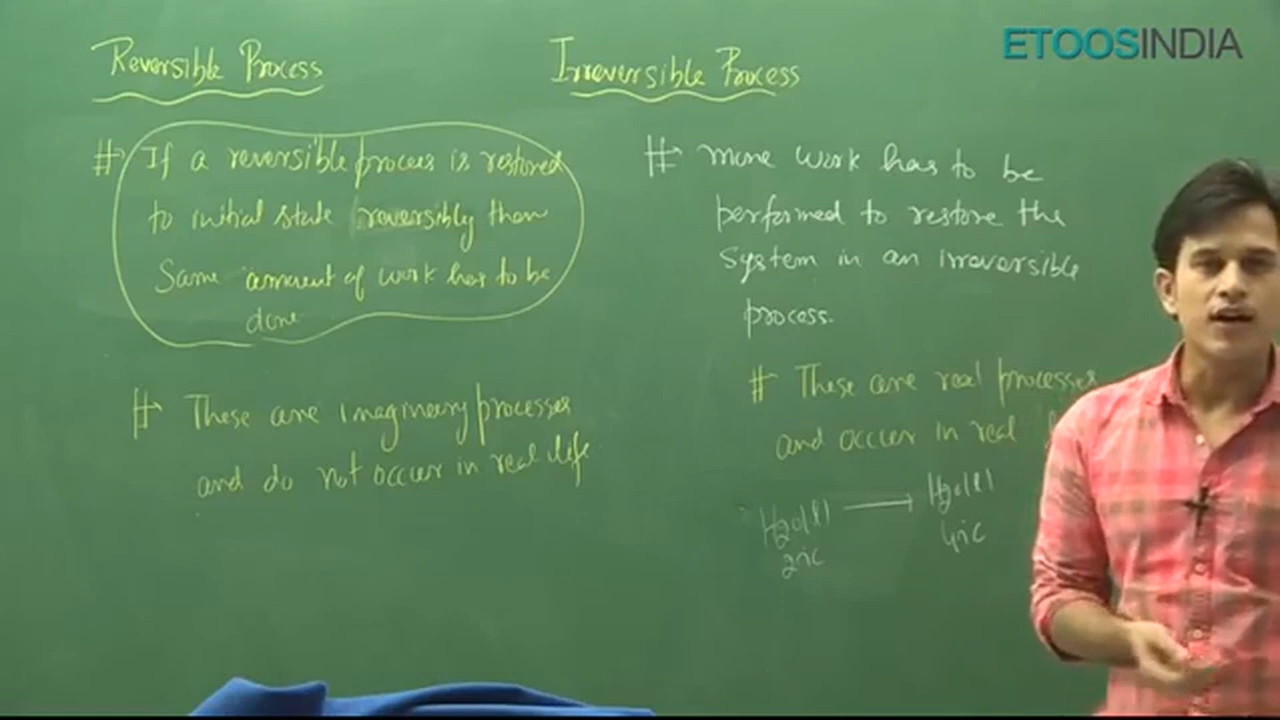 ETOOSINDIA
Reversible Process
# If a reversible process is restored
to initial state reversibly then
Same amount of work has to be
done
# These are imaginary processes
and do not occur in real life
Irreversible Process
# More work has to be
performed to restore the
system in an irreversible
process.
# These are real processes
and occur in real
H2O(l) → H2O(l)